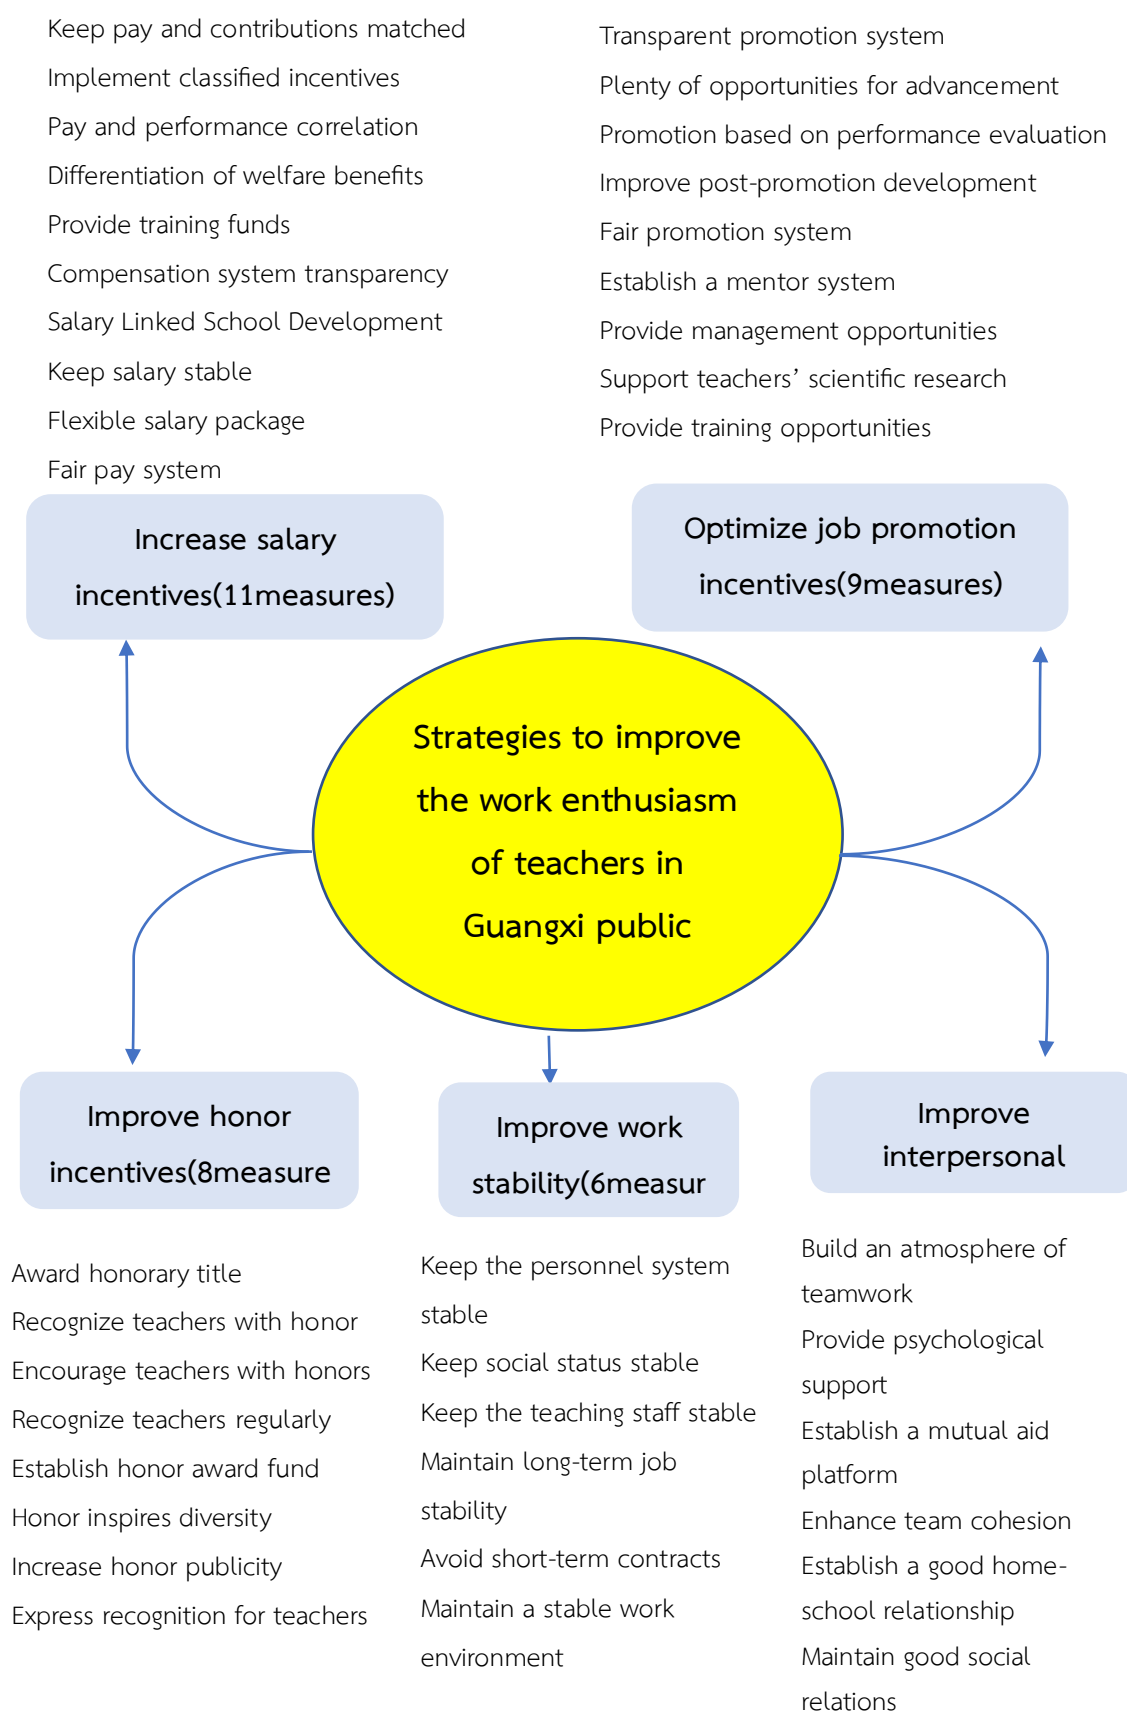 Keep pay and contributions matched
Implement classified incentives
Pay and performance correlation
Differentiation of welfare benefits
Provide training funds
Compensation system transparency
Salary Linked School Development
Keep salary stable
Flexible salary package
Fair pay system
Transparent promotion system
Plenty of opportunities for advancement
Promotion based on performance evaluation
Improve post-promotion development
Fair promotion system
Establish a mentor system
Provide management opportunities
Support teachers’ scientific research
Provide training opportunities
Increase salary
incentives(11measures)
Optimize job promotion
incentives(9measures)
Strategies to improve
the work enthusiasm
of teachers in
Guangxi public
Improve honor
incentives(8measure
Improve work
stability(6measur
Improve
interpersonal
Award honorary title
Recognize teachers with honor
Encourage teachers with honors
Recognize teachers regularly
Establish honor award fund
Honor inspires diversity
Increase honor publicity
Express recognition for teachers
Keep the personnel system
stable
Keep social status stable
Keep the teaching staff stable
Maintain long-term job
stability
Avoid short-term contracts
Maintain a stable work
environment
Build an atmosphere of
teamwork
Provide psychological
support
Establish a mutual aid
platform
Enhance team cohesion
Establish a good home-
school relationship
Maintain good social
relations